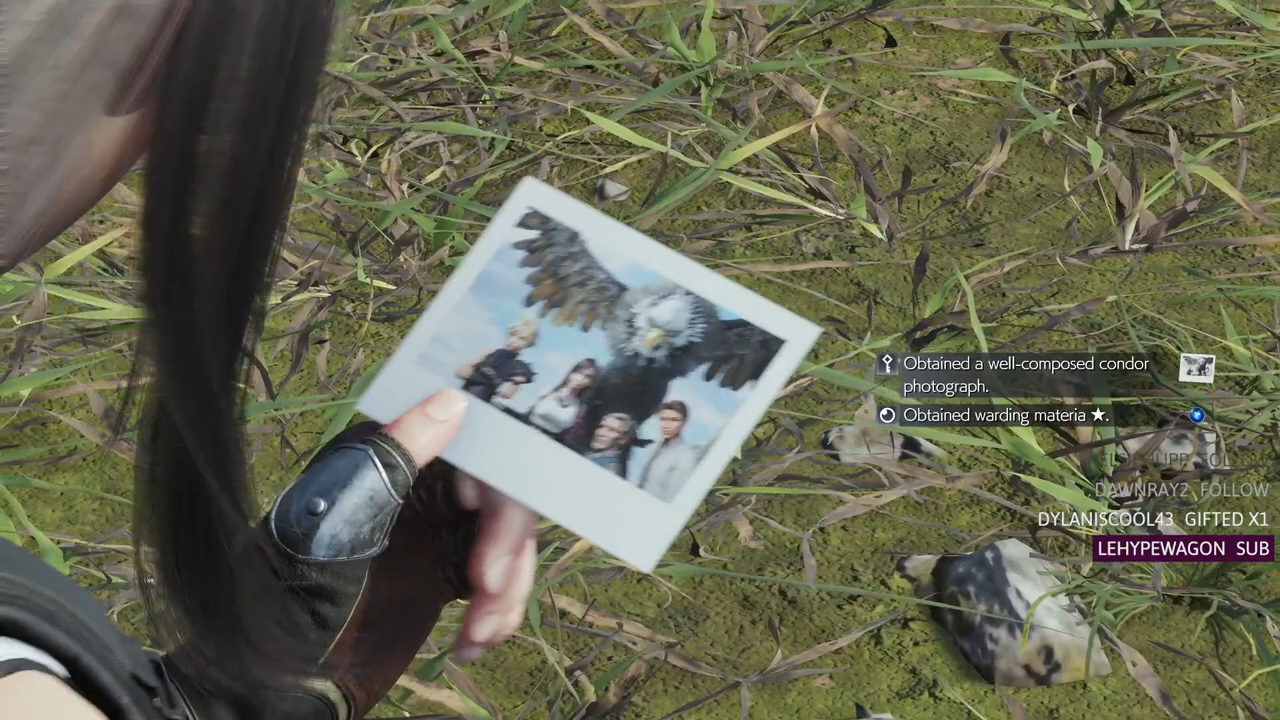 Obtained a well-composed condor
photograph.
Obtained warding materia ★.
DAWNRAY2 FOLLOW
DYLANISCOOL43 GIFTED X1
LEHYPEWAGON SUB